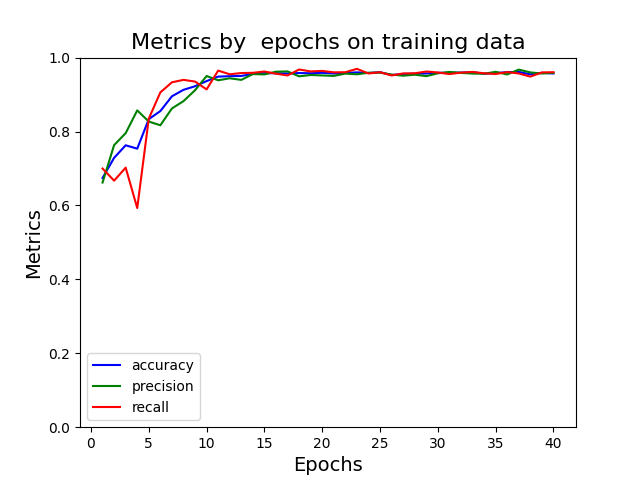 Metrics by  epochs on training data
1.0
0.8
0.6
0.4
0.2
0.0
Metrics
accuracy
precision
recall
0 5 10 15 20 25 30 35 40
Epochs